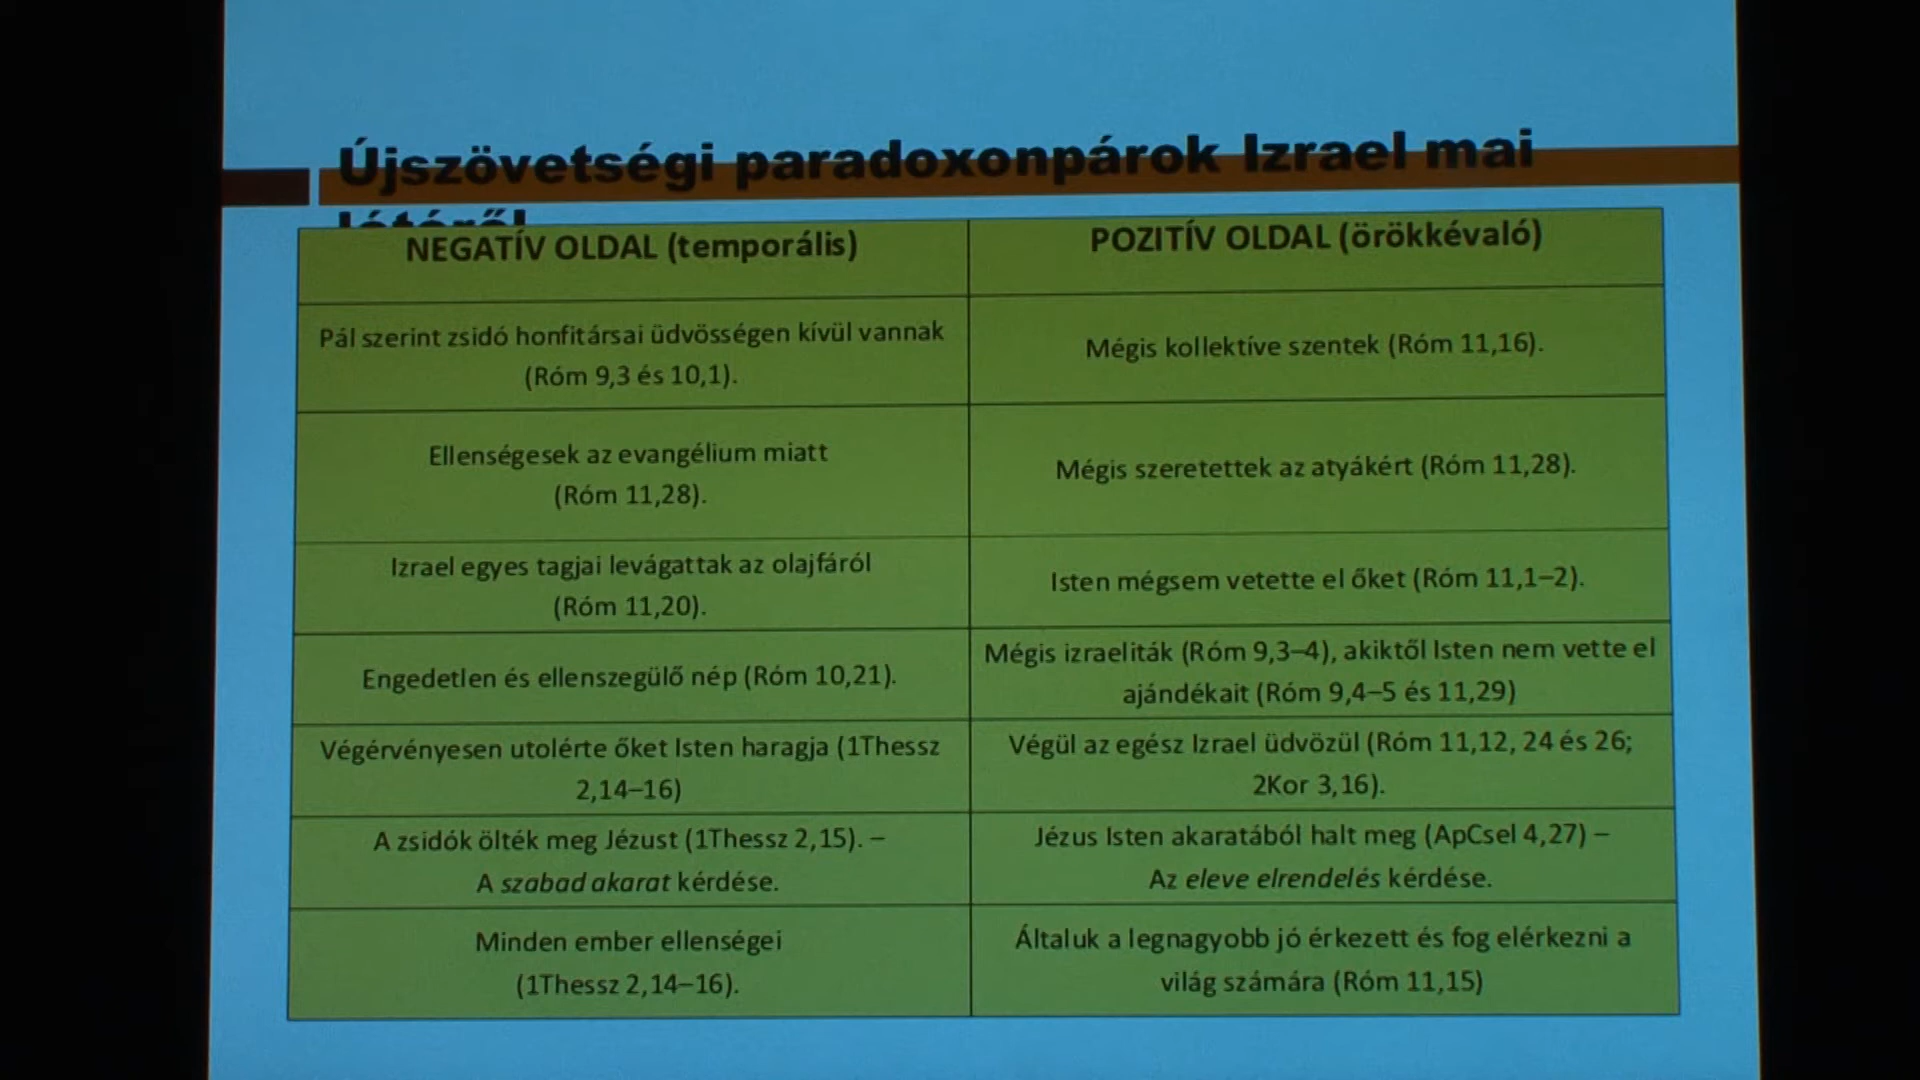 Újszövetségi paradoxonpárok Izrael mai
létéről
NEGATÍV OLDAL (temporális)
POZITÍV OLDAL (örökkévaló)
Pál szerint zsidó honfitársai üdvösségen kívül vannak
(Róm 9,3 és 10,1).
Mégis kollektíve szentek (Róm 11,16).
Ellenségesek az evangélium miatt
(Róm 11,28).
Mégis szeretettek az atyákért (Róm 11,28).
Izrael egyes tagjai levágattak az olajfáról
(Róm 11,20).
Isten mégsem vetette el őket (Róm 11,1–2).
Engedetlen és ellenszegülő nép (Róm 10,21).
Mégis izraeliták (Róm 9,3–4), akiktől Isten nem vette el
ajándékait (Róm 9,4–5 és 11,29)
Végérvényesen utolérte őket Isten haragja (1Thessz
2,14–16)
Végül az egész Izrael üdvözül (Róm 11,12, 24 és 26;
2Kor 3,16).
A zsidók ölték meg Jézust (1Thessz 2,15). –
A szabad akarat kérdése.
Jézus Isten akaratából halt meg (ApCsel 4,27) –
Az eleve elrendelés kérdése.
Minden ember ellenségei
(1Thessz 2,14–16).
Általuk a legnagyobb jó érkezett és fog elérkezni a
világ számára (Róm 11,15)